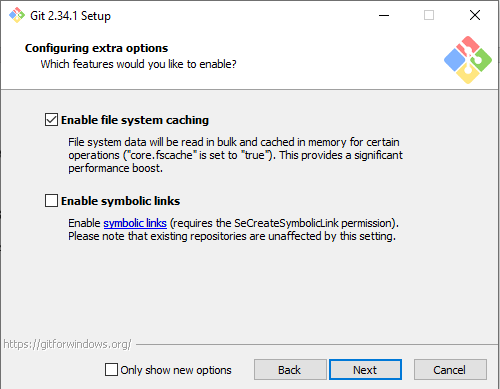 Git 2.34.1 Setup
Configuring extra options
Which features would you like to enable?
Enable file system caching
File system data will be read in bulk and cached in memory for certain
operations ("core.fscache" is set to "true"). This provides a significant
performance boost.
Enable symbolic links
Enable symbolic links (requires the SeCreateSymbolicLink permission).
Please note that existing repositories are unaffected by this setting.
https://gitforwindows.org/
Only show new options
Back
Next
Cancel